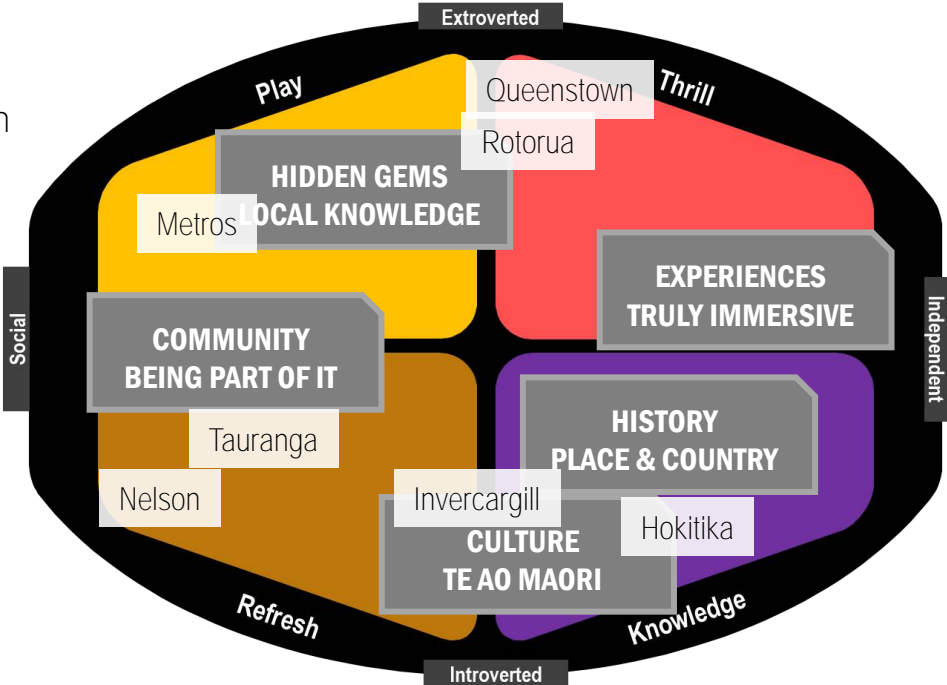 Extroverted
Play
Thrill
Queenstown
n
Rotorua
HIDDEN GEMS
LOCAL KNOWLEDGE
Metros
EXPERIENCES
TRULY IMMERSIVE
Social
Independent
COMMUNITY
BEING PART OF IT
HISTORY
PLACE & COUNTRY
Tauranga
Nelson
Invercargill
Hokitika
CULTURE
TE AO MAORI
Refresh
Knowledge
Introverted